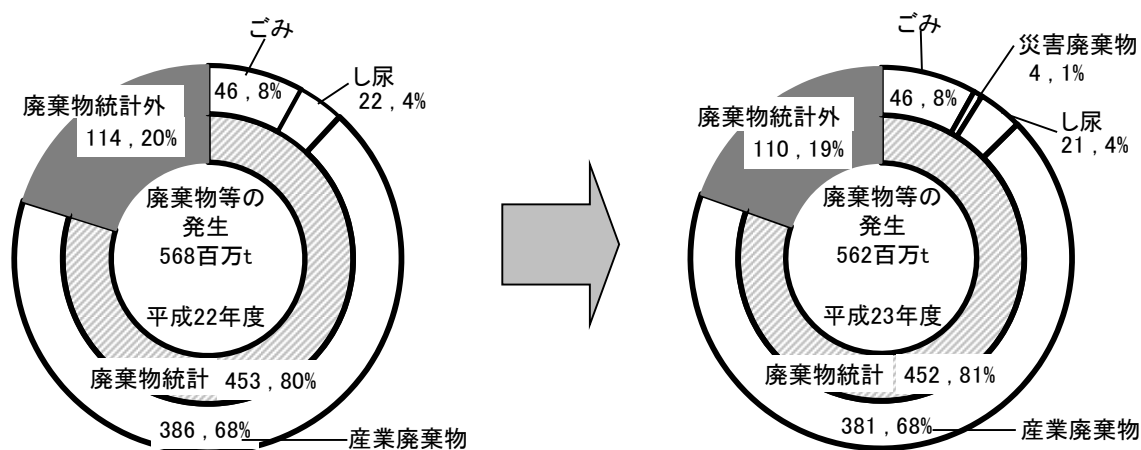 ごみ
し尿
22 , 4%
46 , 8%
廃棄物統計外
114 , 20%
廃棄物等の
発生
568百万t
平成22年度
廃棄物統計 453 , 80%
386 , 68%
産業廃棄物
ごみ
災害廃棄物
4 , 1%
し尿
21 , 4%
46 , 8%
廃棄物統計外
110 , 19%
廃棄物等の
発生
562百万t
平成23年度
廃棄物統計 452 , 81%
381 , 68%
産業廃棄物